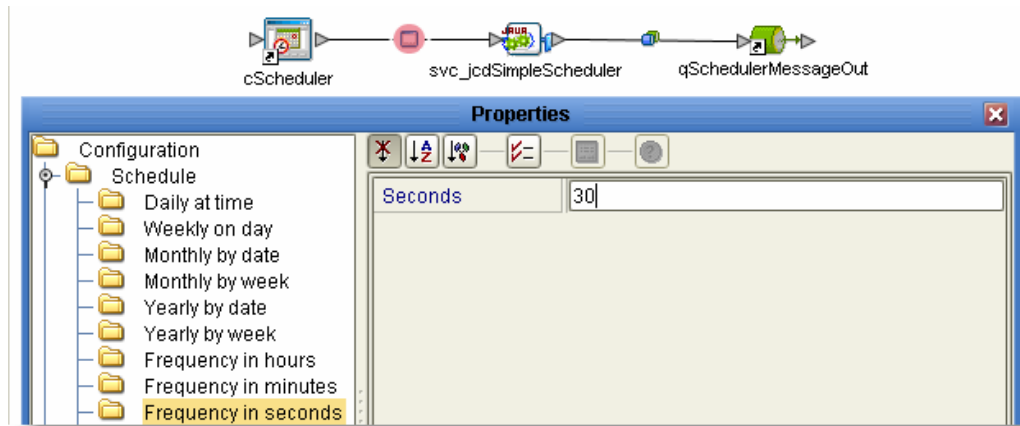 cScheduler
svc_jcdSimpleScheduler
qSchedulerMessageOut
Properties
Configuration
Schedule
Daily at time
Weekly on day
Monthly by date
Monthly by week
Yearly by date
Yearly by week
Frequency in hours
Frequency in minutes
Frequency in seconds
Seconds 30